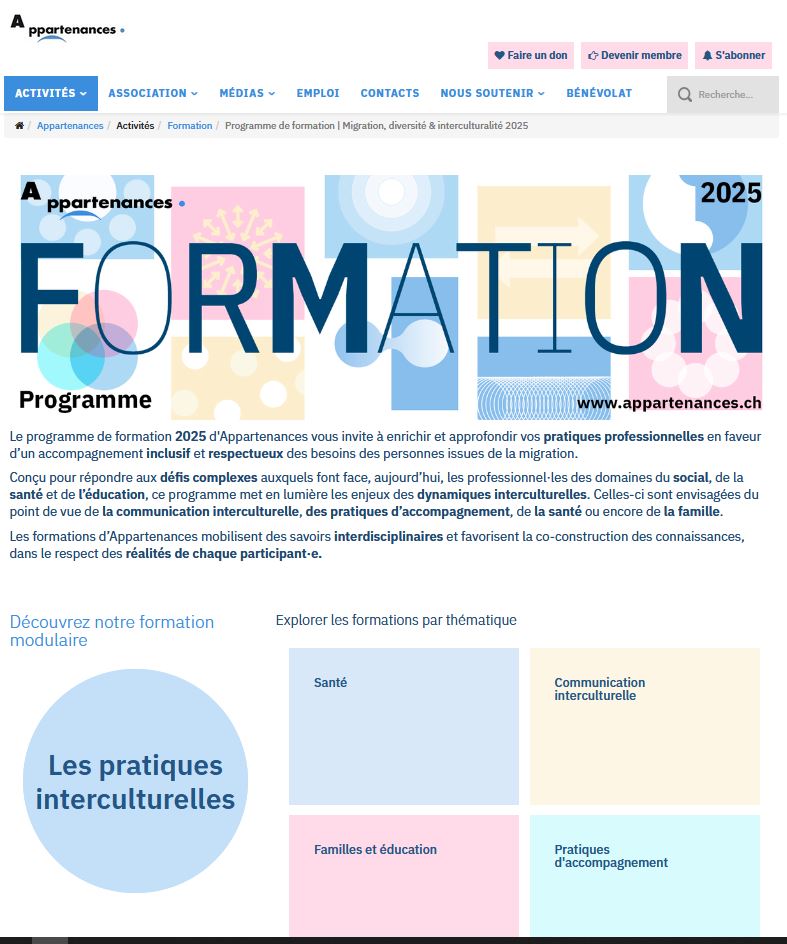 Appartenances
Faire un don
Devenir membre
S'abonner
ACTIVITÉS
ASSOCIATION
MÉDIAS
EMPLOI
CONTACTS
NOUS SOUTENIR
BÉNÉVOLAT
Recherche...
/ Appartenances / Activités / Formation / Programme de formation | Migration, diversité & interculturalité 2025
Appartenances
2025
FORMATION
Programme
www.appartenances.ch
Le programme de formation 2025 d'Appartenances vous invite à enrichir et approfondir vos pratiques professionnelles en faveur
d'un accompagnement inclusif et respectueux des besoins des personnes issues de la migration.
Conçu pour répondre aux défis complexes auxquels font face, aujourd'hui, les professionnel·les des domaines du social, de la
santé et de l'éducation, ce programme met en lumière les enjeux des dynamiques interculturelles. Celles-ci sont envisagées du
point de vue de la communication interculturelle, des pratiques d'accompagnement, de la santé ou encore de la famille.
Les formations d'Appartenances mobilisent des savoirs interdisciplinaires et favorisent la co-construction des connaissances,
dans le respect des réalités de chaque participant·e.
Découvrez notre formation
modulaire
Les pratiques
interculturelles
Explorer les formations par thématique
Santé
Communication
interculturelle
Familles et éducation
Pratiques
d'accompagnement